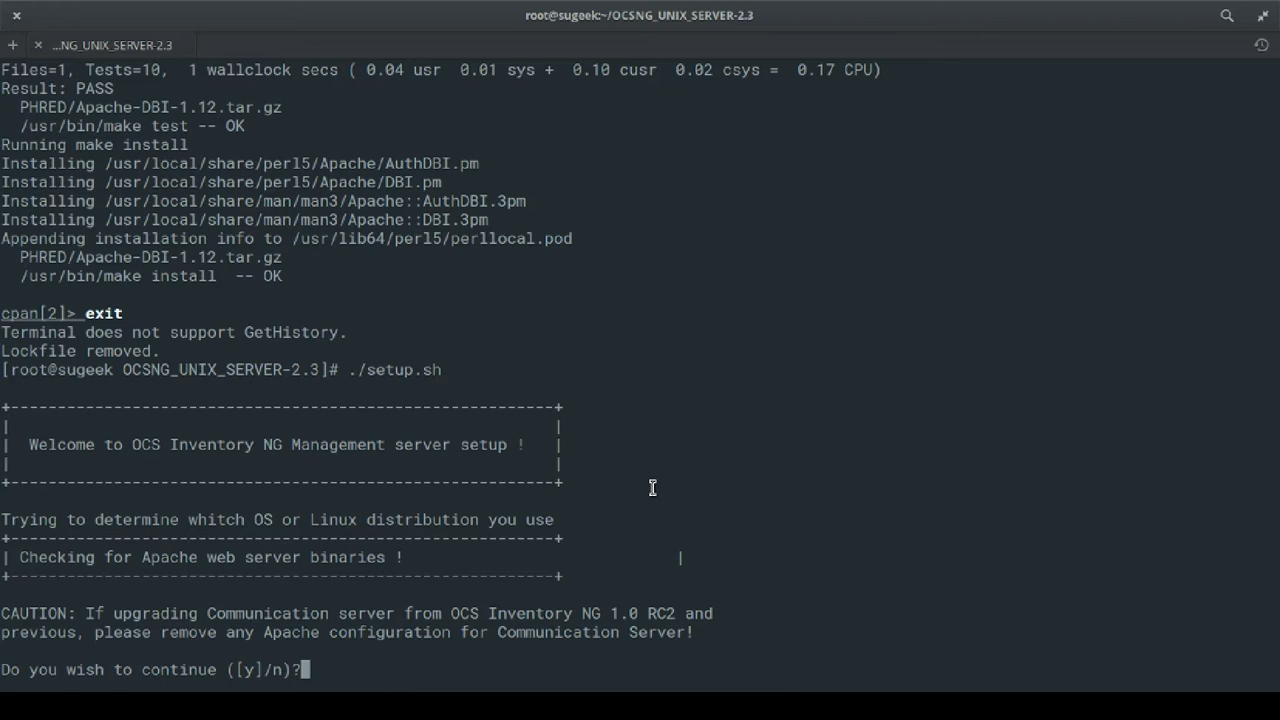 root@sugeek:~/OCSNG_UNIX_SERVER-2.3
...NG_UNIX_SERVER-2.3
Files=1, Tests=10,  1 wallclock secs ( 0.04 usr  0.01 sys +  0.10 cusr  0.02 csys =  0.17 CPU)
Result: PASS
  PHRED/Apache-DBI-1.12.tar.gz
  /usr/bin/make test -- OK
Running make install
Installing /usr/local/share/perl5/Apache/AuthDBI.pm
Installing /usr/local/share/perl5/Apache/DBI.pm
Installing /usr/local/share/man/man3/Apache::AuthDBI.3pm
Installing /usr/local/share/man/man3/Apache::DBI.3pm
Appending installation info to /usr/lib64/perl5/perllocal.pod
  PHRED/Apache-DBI-1.12.tar.gz
  /usr/bin/make install  -- OK
cpan[2]> exit
Terminal does not support GetHistory.
Lockfile removed.
[root@sugeek OCSNG_UNIX_SERVER-2.3]# ./setup.sh
+----------------------------------------------------------+
|                                                          |
|  Welcome to OCS Inventory NG Management server setup !   |
|                                                          |
+----------------------------------------------------------+
Trying to determine whitch OS or Linux distribution you use
+----------------------------------------------------------+
| Checking for Apache web server binaries !                             |
+----------------------------------------------------------+
CAUTION: If upgrading Communication server from OCS Inventory NG 1.0 RC2 and
previous, please remove any Apache configuration for Communication Server!
Do you wish to continue ([y]/n)?